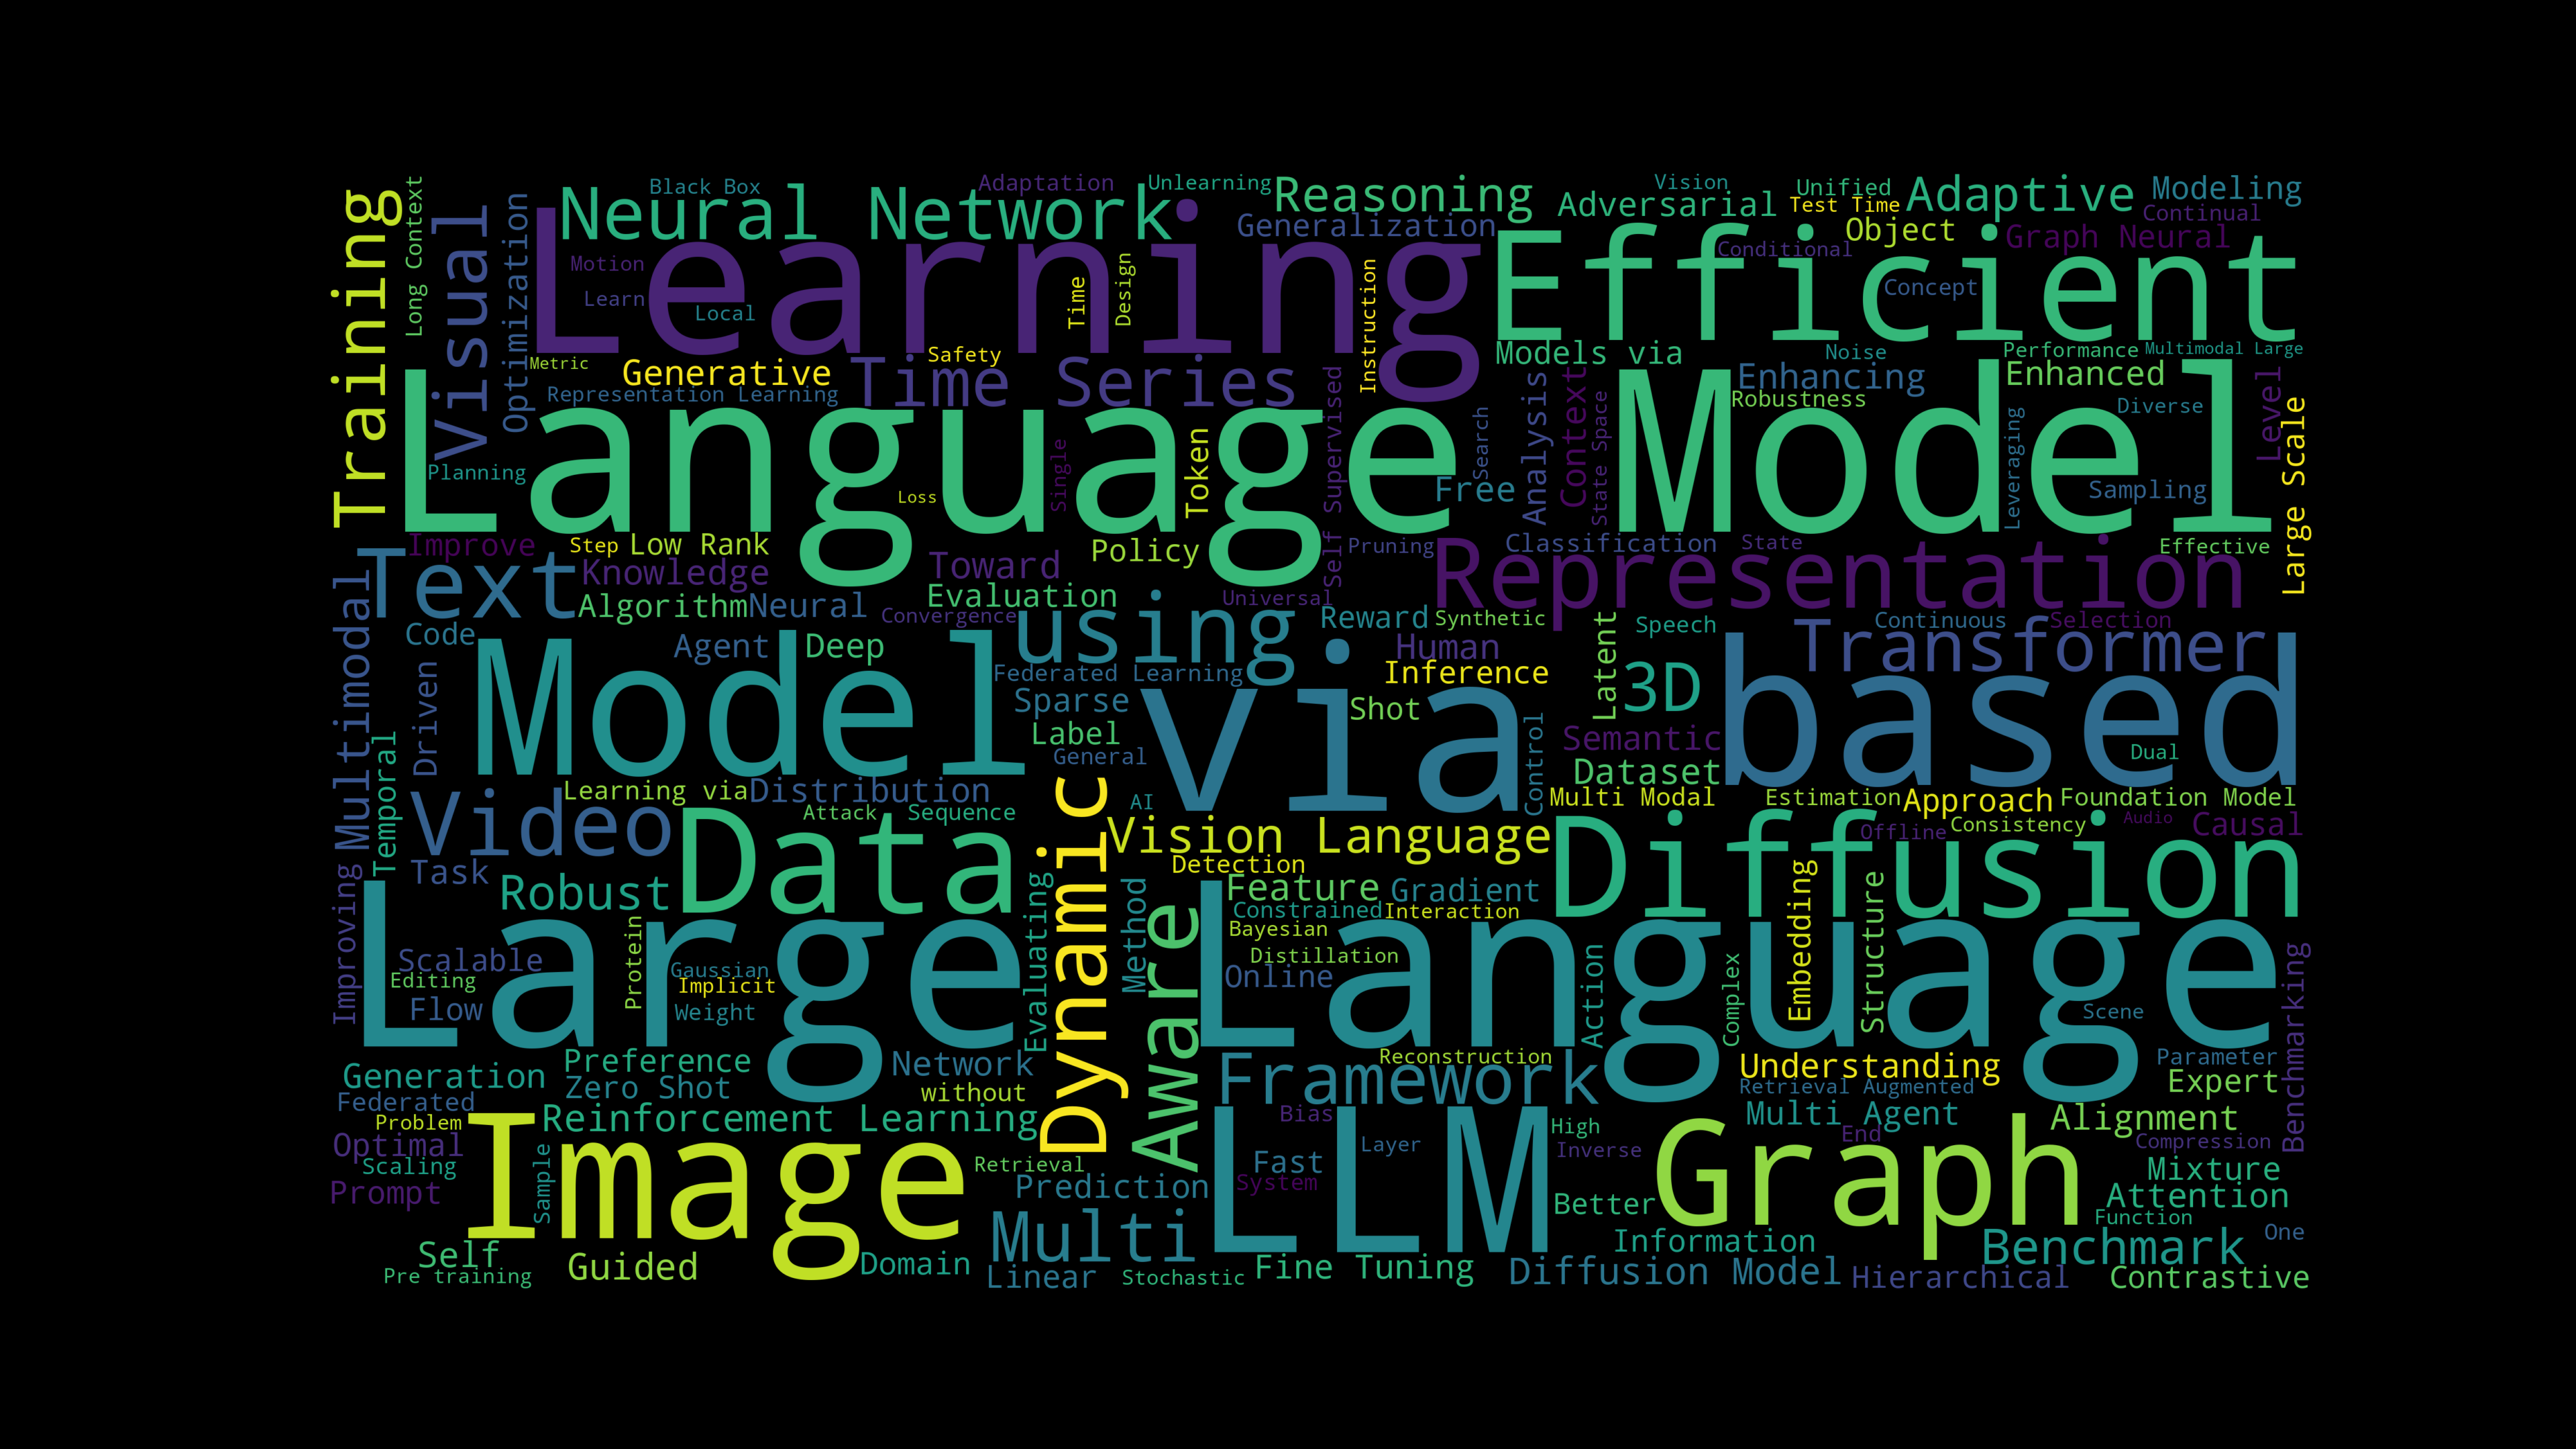 Training
Long Context
Visual
Optimization
Black Box
Neural Network
Adaptation
Unlearning
Reasoning
Generalization
Adversarial
Vision
Test Time
Unified
Object
Adaptive
Modeling
Continual
Graph Neural
Conditional
Concept
Learning
Motion
Learn
Local
Time
Design
Instruction
Efficient
Metric
Generative
Safety
Time Series
Representation Learning
Models via
Noise
Performance
Multimodal Large
Enhancing
Enhanced
Robustness
Diverse
Level
Large Scale
Language Model
Planning
Loss
Single
Token
Self Supervised
Search
Free
Analysis
Context
State Space
Leveraging
Sampling
Improve
Step
Low Rank
Policy
Pruning
Classification
State
Effective
Text
Knowledge
Toward
Representation
Algorithm
Neural
Evaluation
Convergence
Universal
using
Reward
Synthetic
Latent
Speech
Continuous
Selection
Transformer
Multimodal
Code
Agent
Deep
Human
Federated Learning
Inference
3D
Driven
Model
Sparse
Shot
via
based
Label
General
Control
Semantic
Dual
Temporal
Dataset
Learning via
Distribution
AI
Multi Modal
Estimation
Approach
Foundation Model
Video
Attack
Sequence
Data
Dynamic
Vision Language
Diffusion
Offline
Consistency
Audio
Causal
Task
Robust
Detection
Feature
Gradient
Improving
Evaluating
Method
Aware
Constrained
Interaction
Bayesian
Embedding
Structure
Large
Language
Scalable
Editing
Flow
Protein
Gaussian
Implicit
Weight
Distillation
Online
Action
Complex
Scene
Benchmarking
Generation
Preference
Network
Zero Shot
without
Framework
Reconstruction
Understanding
Retrieval Augmented
Parameter
Expert
Federated
Problem
Reinforcement Learning
Optimal
Scaling
Prompt
Image
Sample
Retrieval
Prediction
Bias
LLM
Layer
Fast
System
High
Inverse
Multi Agent
End
Alignment
Compression
Mixture
Better
Graph
Attention
Function
Self
Pre training
Guided
Domain
Multi
Linear
Stochastic
Fine Tuning
Information
Diffusion Model
Benchmark
One
Hierarchical
Contrastive